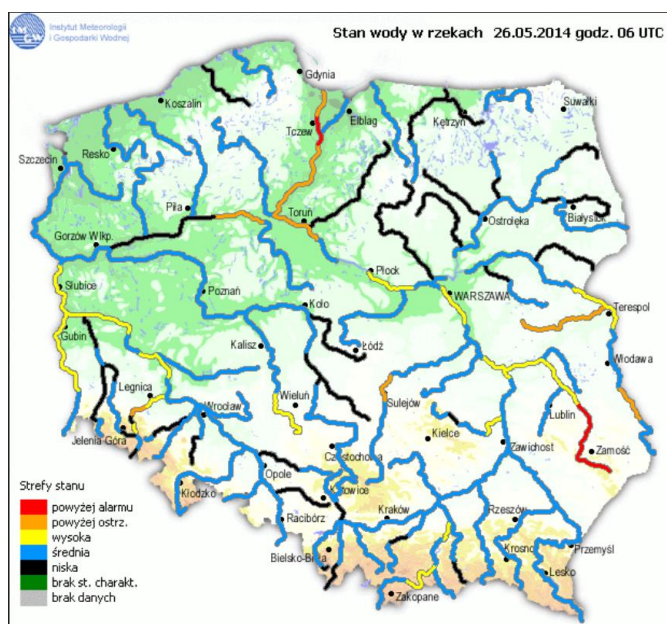 IMGW
Instytut Meteorologii
i Gospodarki Wodnej
Stan wody w rzekach 26.05.2014 godz. 06 UTC
Gdynia
Koszalin
Suwałki
Elbląg
Kętrzyn
Tczew
Resko
Szczecin
Piła
Toruń
Białystok
Ostrołęka
Gorzów Wlkp.
Płock
Słubice
Poznań
Koło
WARSZAWA
Terespol
Gubin
Kalisz
Łódź
Włodawa
Legnica
Wieluń
Sulejów
Lublin
Wrocław
Jelenia-Góra
Kielce
Zawichost
Zamość
Częstochowa
Opole
Kłodzko
Katowice
Racibórz
Kraków
Rzeszów
Bielsko-Biała
Krosno
Przemyśl
Lesko
Zakopane
Strefy stanu
powyżej alarmu
powyżej ostrz.
wysoka
średnia
niska
brak st. charakt.
brak danych